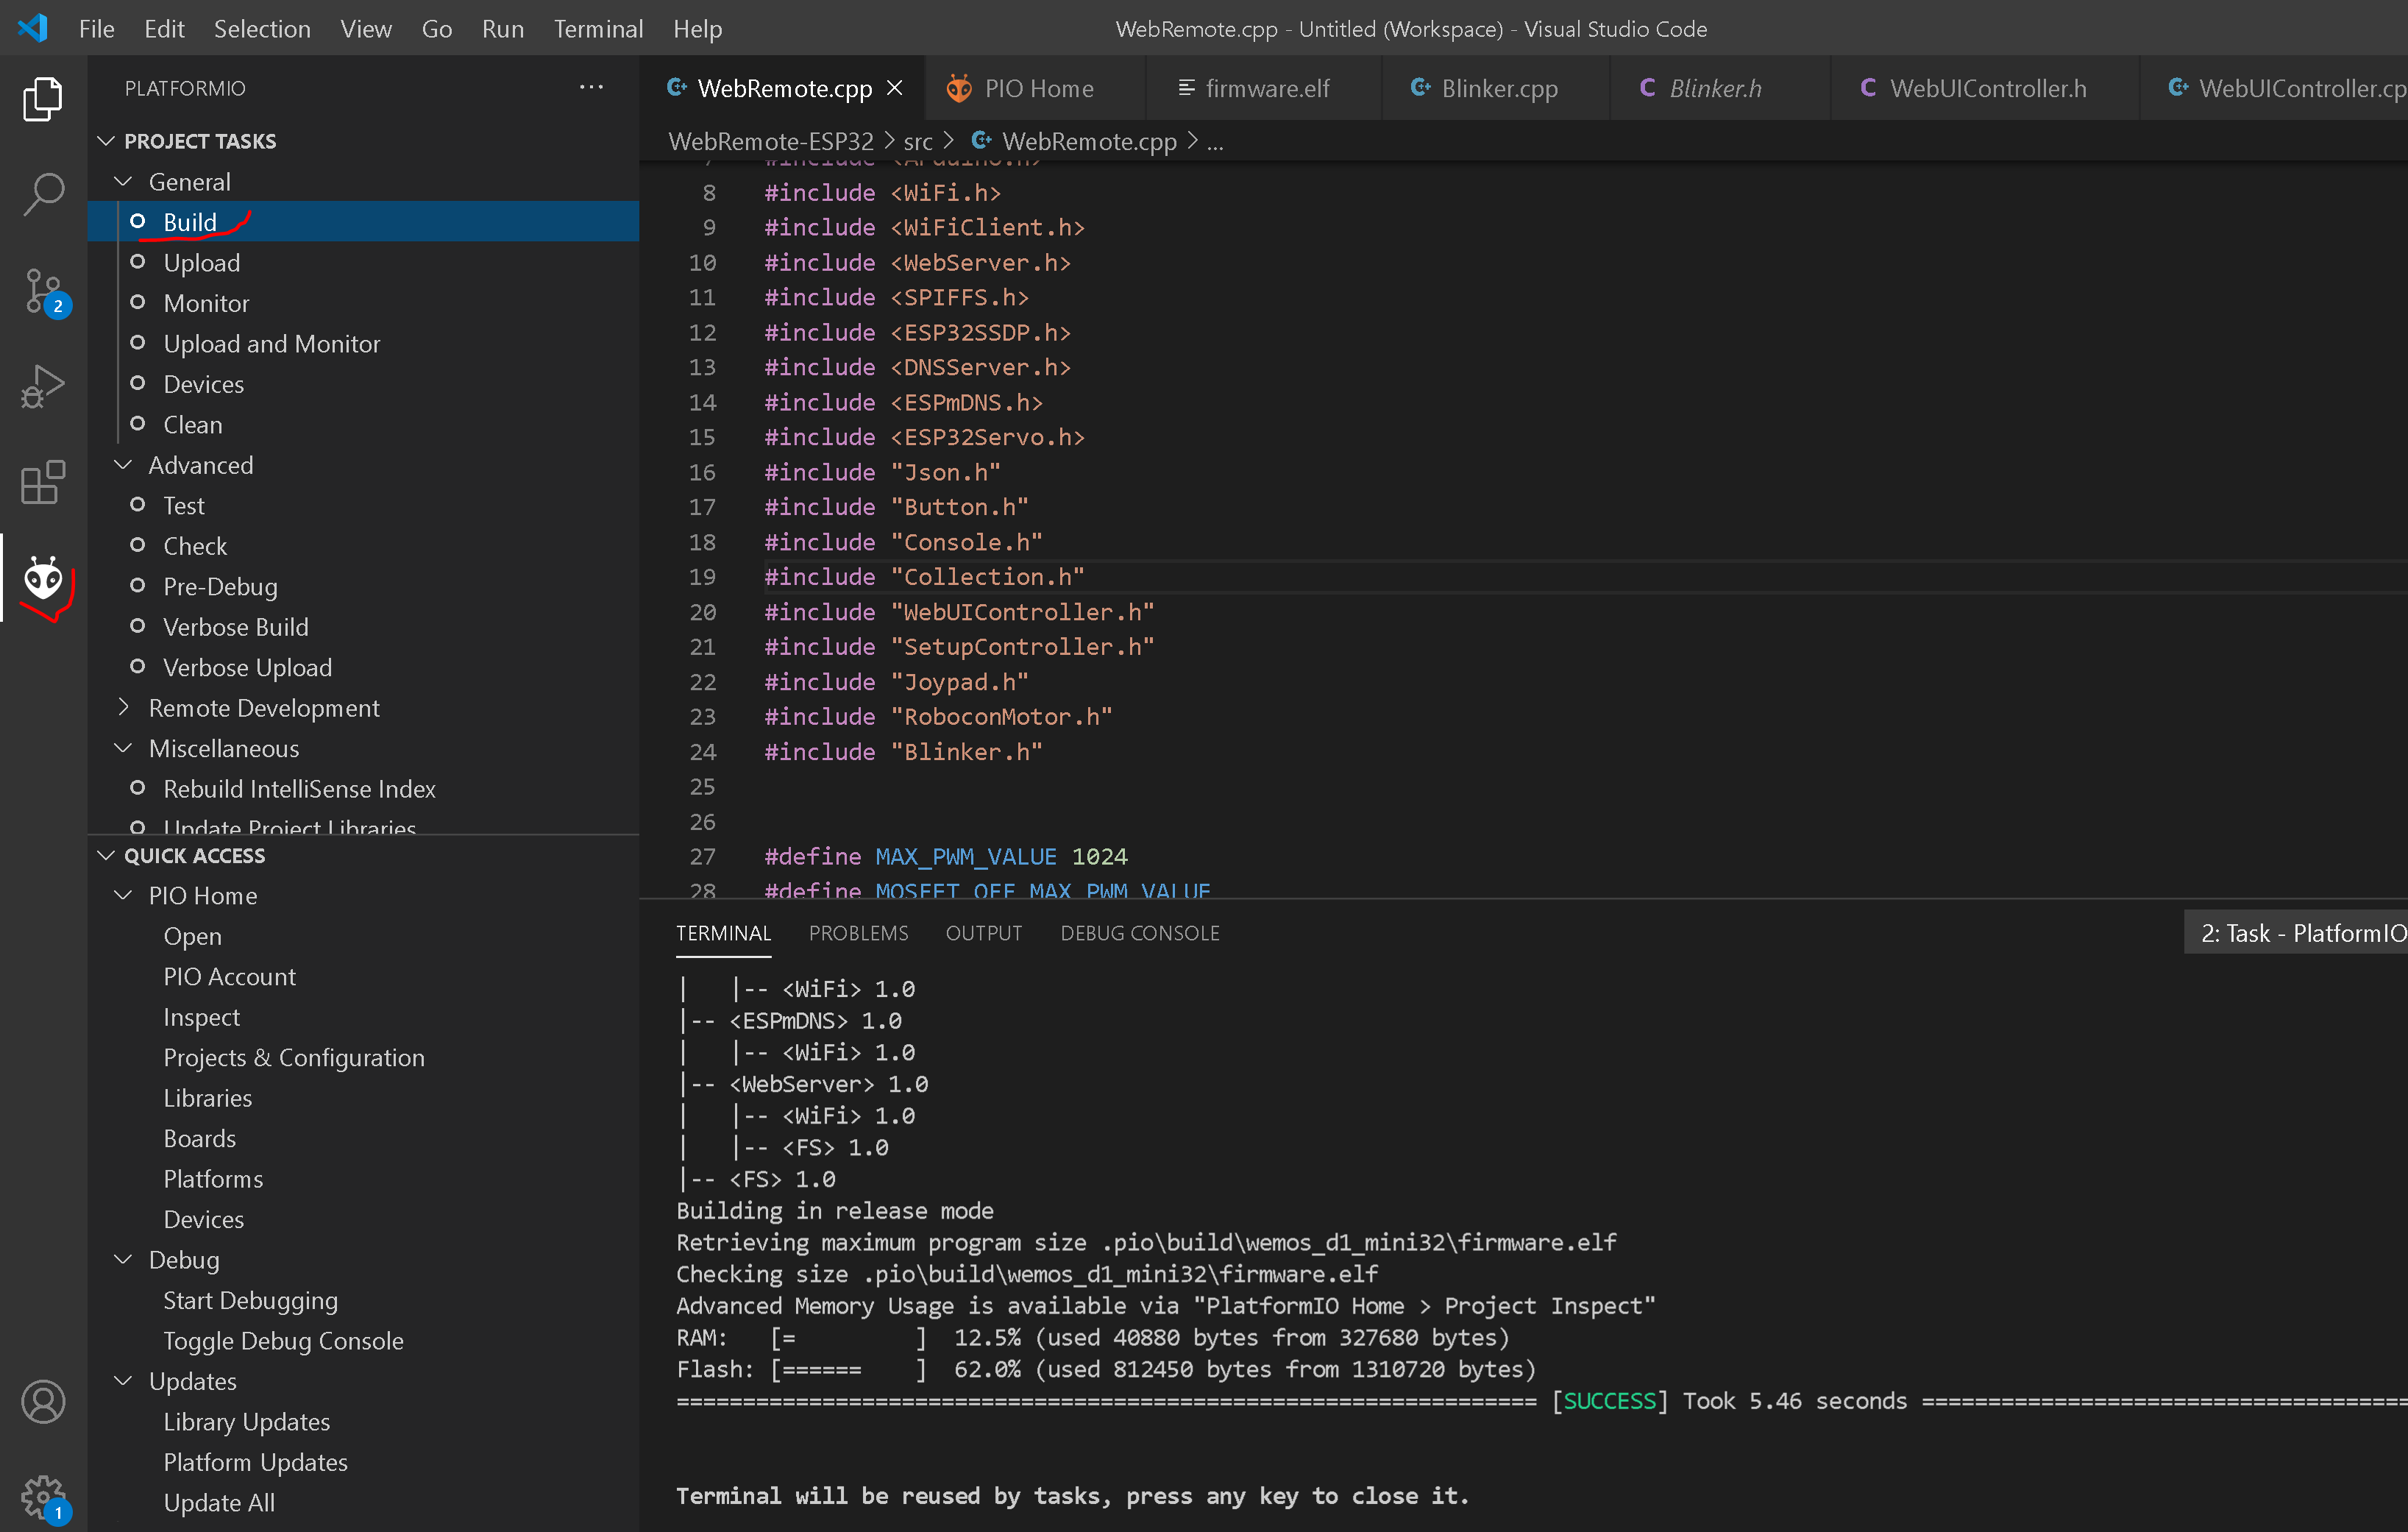 File Edit Selection View Go Run Terminal Help
WebRemote.cpp - Untitled (Workspace) - Visual Studio Code
PLATFORMIO
PROJECT TASKS
General
Build
Upload
Monitor
Upload and Monitor
Devices
Clean
Advanced
Test
Check
Pre-Debug
Verbose Build
Verbose Upload
Remote Development
Miscellaneous
Rebuild IntelliSense Index
Update Project Libraries
QUICK ACCESS
PIO Home
Open
PIO Account
Inspect
Projects & Configuration
Libraries
Boards
Platforms
Devices
Debug
Start Debugging
Toggle Debug Console
Updates
Library Updates
Platform Updates
Update All
2
1
WebRemote.cpp PIO Home firmware.elf Blinker.cpp Blinker.h WebUIController.h WebUIController.cp
WebRemote-ESP32 > src > WebRemote.cpp > ...
7 #include <Arduino.h>
8 #include <WiFi.h>
9 #include <WiFiClient.h>
10 #include <WebServer.h>
11 #include <SPIFFS.h>
12 #include <ESP32SSDP.h>
13 #include <DNSServer.h>
14 #include <ESPmDNS.h>
15 #include <ESP32Servo.h>
16 #include "Json.h"
17 #include "Button.h"
18 #include "Console.h"
19 #include "Collection.h"
20 #include "WebUIController.h"
21 #include "SetupController.h"
22 #include "Joypad.h"
23 #include "RoboconMotor.h"
24 #include "Blinker.h"
25
26
27 #define MAX_PWM_VALUE 1024
28 #define MOSFET_OFF MAX_PWM_VALUE
TERMINAL PROBLEMS OUTPUT DEBUG CONSOLE
2: Task - PlatformIO
|   |-- <WiFi> 1.0
|-- <ESPmDNS> 1.0
|   |-- <WiFi> 1.0
|-- <WebServer> 1.0
|   |-- <WiFi> 1.0
|   |-- <FS> 1.0
|-- <FS> 1.0
Building in release mode
Retrieving maximum program size .pio\build\wemos_d1_mini32\firmware.elf
Checking size .pio\build\wemos_d1_mini32\firmware.elf
Advanced Memory Usage is available via "PlatformIO Home > Project Inspect"
RAM:   [=         ]  12.5% (used 40880 bytes from 327680 bytes)
Flash: [======    ]  62.0% (used 812450 bytes from 1310720 bytes)
================================================================= [SUCCESS] Took 5.46 seconds =====================================
Terminal will be reused by tasks, press any key to close it.